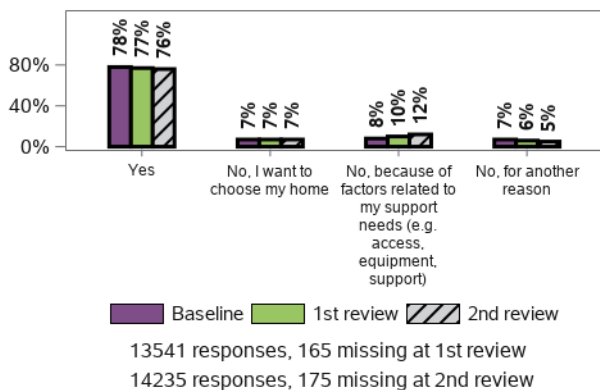 78% 77% 76%
7% 7% 7%
8% 10% 12%
7% 6% 5%
80%
40%
0%
Yes
No, I want to
choose my home
No, because of
factors related to
my support
needs (e.g.
access,
equipment,
support)
No, for another
reason
Baseline 1st review 2nd review
13541 responses, 165 missing at 1st review
14235 responses, 175 missing at 2nd review